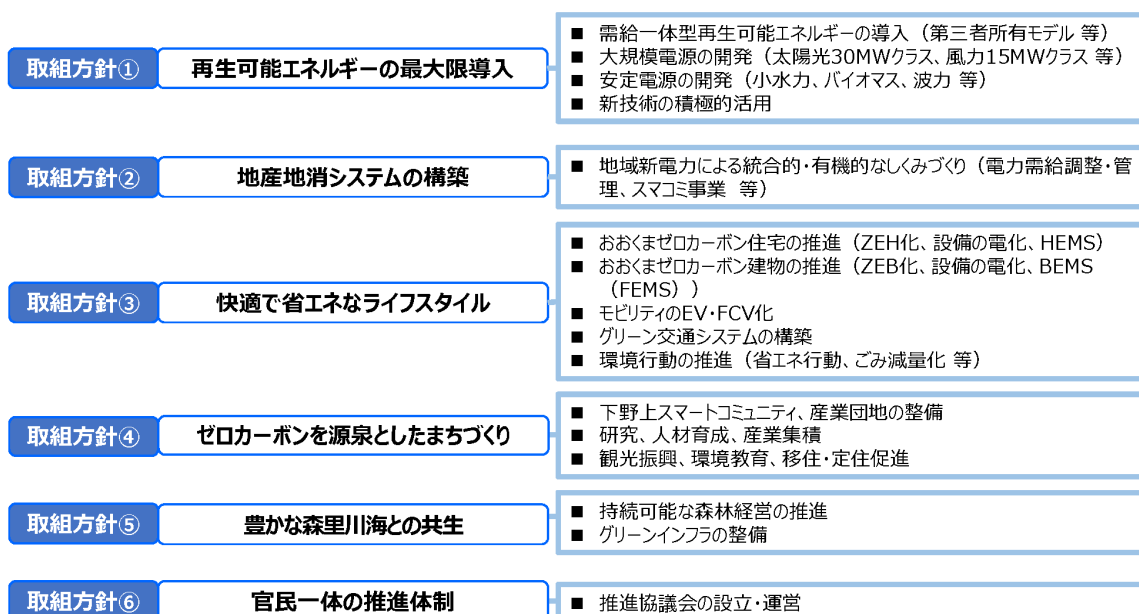 取組方針①
再生可能エネルギーの最大限導入
■ 需給一体型再生可能エネルギーの導入（第三者所有モデル 等）
■ 大規模電源の開発（太陽光30MWクラス、風力15MWクラス 等）
■ 安定電源の開発（小水力、バイオマス、波力 等）
■ 新技術の積極的活用
取組方針②
地産地消システムの構築
■ 地域新電力による統合的・有機的なしくみづくり（電力需給調整・管
理、スマコミ事業 等）
取組方針③
快適で省エネなライフスタイル
■ おおくまゼロカーボン住宅の推進（ZEH化、設備の電化、HEMS）
■ おおくまゼロカーボン建物の推進（ZEB化、設備の電化、BEMS
（FEMS））
■ モビリティのEV・FCV化
■ グリーン交通システムの構築
■ 環境行動の推進（省エネ行動、ごみ減量化 等）
取組方針④
ゼロカーボンを源泉としたまちづくり
■ 下野上スマートコミュニティ、産業団地の整備
■ 研究、人材育成、産業集積
■ 観光振興、環境教育、移住・定住促進
取組方針⑤
豊かな森里川海との共生
■ 持続可能な森林経営の推進
■ グリーンインフラの整備
取組方針⑥
官民一体の推進体制
■ 推進協議会の設立・運営